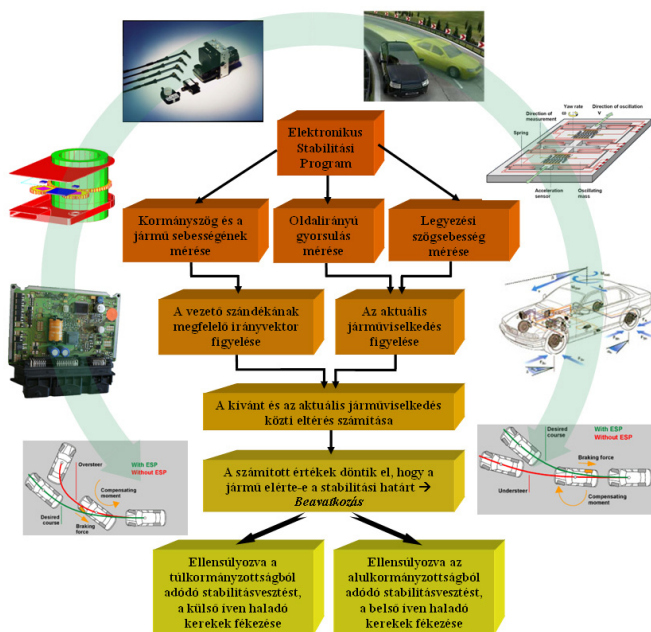 Elektronikus
Stabilitási
Program
Kormányszög és a
jármű sebességének
mérése
Oldalirányú
gyorsulás
mérése
Legyezési
szögsebesség
mérése
A vezető szándékának
megfelelő irányvektor
figyelése
Az aktuális
járműviselkedés
figyelése
A kívánt és az aktuális járműviselkedés
közti eltérés számítása
A számított értékek döntik el, hogy a
jármű elérte-e a stabilitási határt →
Beavatkozás
Ellensúlyozva a
túlkormányzottságból
adódó stabilitásvesztést,
a külső íven haladó
kerekek fékezése
Ellensúlyozva az
alulkormányzottságból
adódó stabilitásvesztést,
a belső íven haladó
kerekek fékezése
Direction of
measurement
Yaw rate
Direction of oscillation
V
Spring
Acceleration
sensor
Oscillating
mass
Oversteer
With ESP
Without ESP
Compensating
moment
Desired
course
Braking
force
Desired
course
With ESP
Without ESP
Braking force
Understeer
Compensating
moment